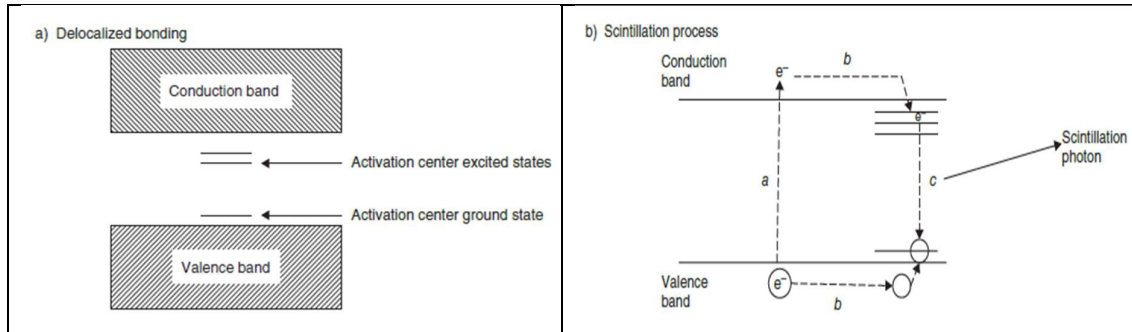 a) Delocalized bonding
Conduction band
Activation center excited states
Activation center ground state
Valence band
b) Scintillation process
Conduction
band
e⁻
b
e⁻
a
c
Scintillation
photon
Valence
band
e⁻
b